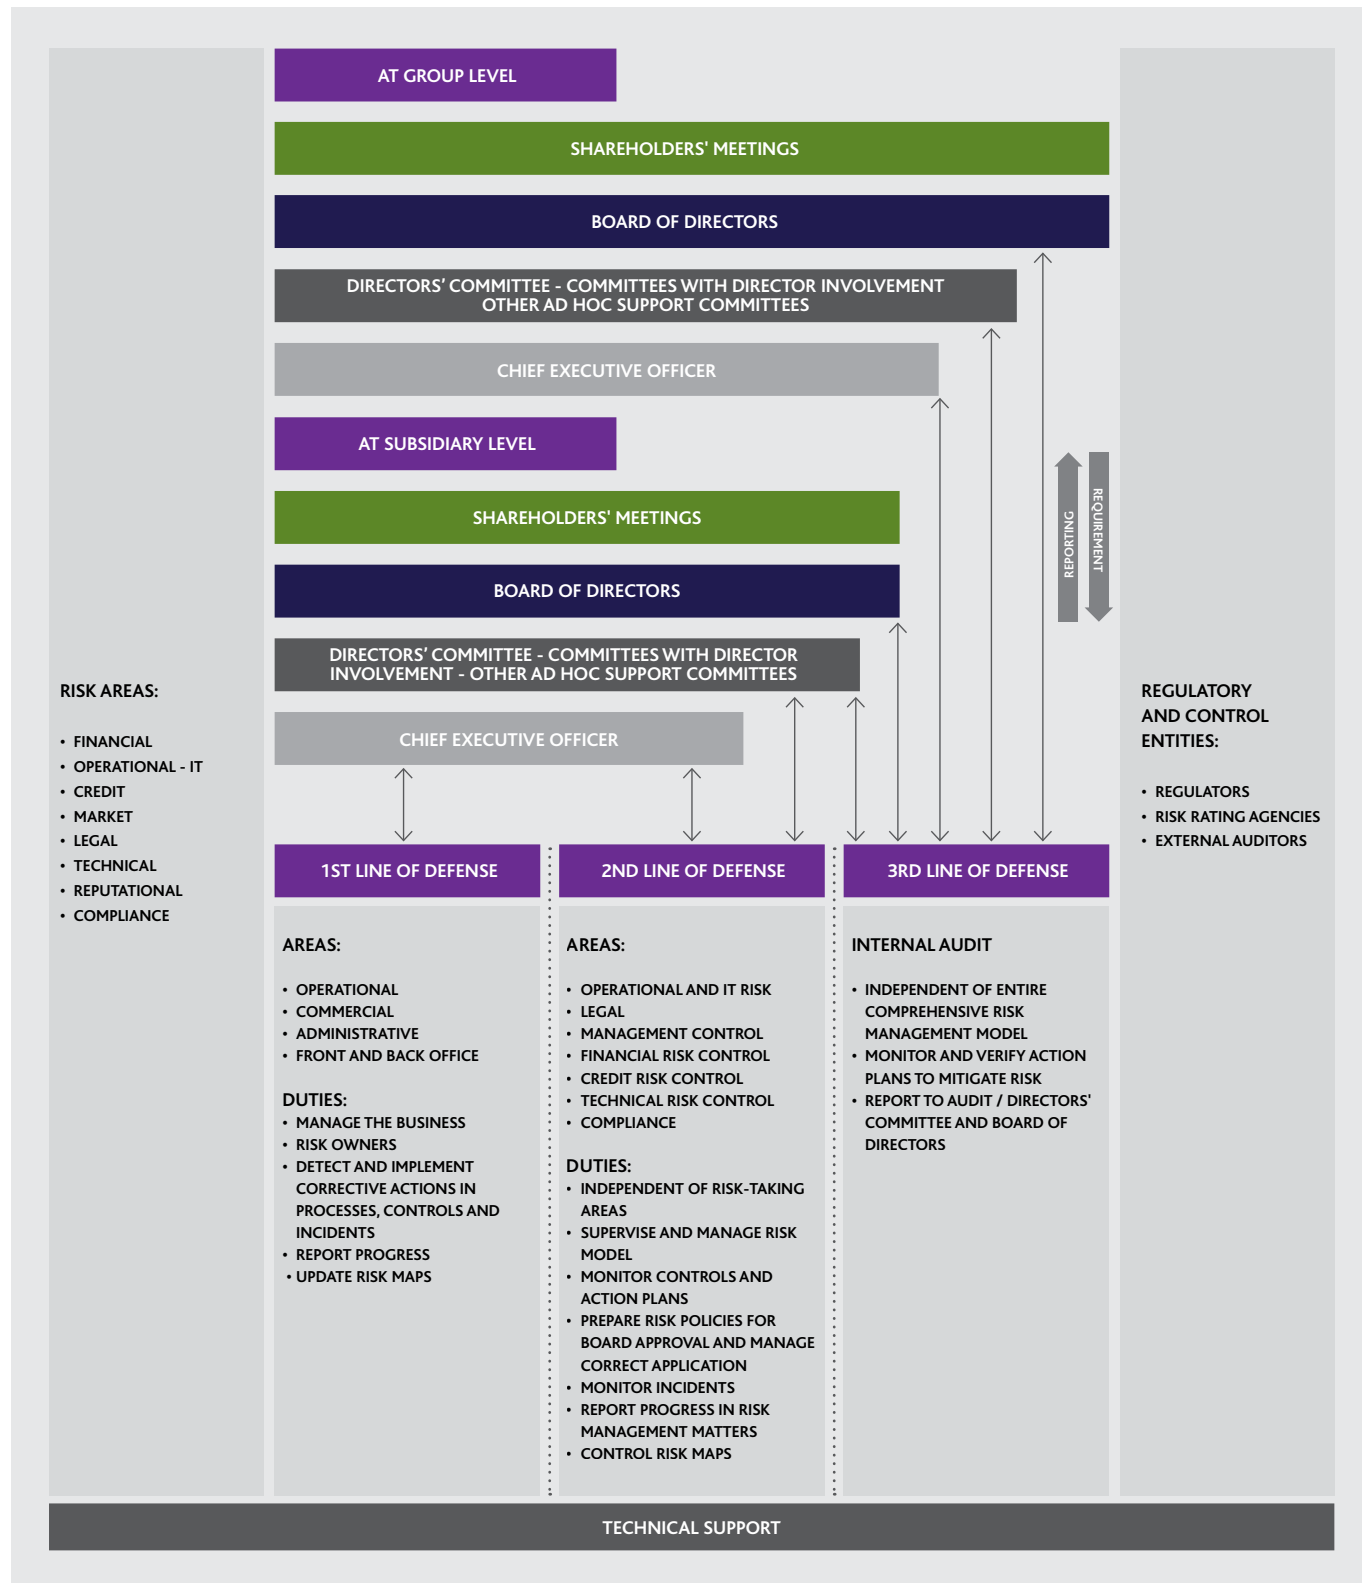 AT GROUP LEVEL
SHAREHOLDERS' MEETINGS
BOARD OF DIRECTORS
DIRECTORS’ COMMITTEE - COMMITTEES WITH DIRECTOR INVOLVEMENT
OTHER AD HOC SUPPORT COMMITTEES
CHIEF EXECUTIVE OFFICER
AT SUBSIDIARY LEVEL
SHAREHOLDERS' MEETINGS
BOARD OF DIRECTORS
DIRECTORS’ COMMITTEE - COMMITTEES WITH DIRECTOR
INVOLVEMENT - OTHER AD HOC SUPPORT COMMITTEES
CHIEF EXECUTIVE OFFICER
REPORTING
REQUIREMENT
RISK AREAS:
• FINANCIAL
• OPERATIONAL - IT
• CREDIT
• MARKET
• LEGAL
• TECHNICAL
• REPUTATIONAL
• COMPLIANCE
REGULATORY
AND CONTROL
ENTITIES:
• REGULATORS
• RISK RATING AGENCIES
• EXTERNAL AUDITORS
1ST LINE OF DEFENSE
AREAS:
• OPERATIONAL
• COMMERCIAL
• ADMINISTRATIVE
• FRONT AND BACK OFFICE
DUTIES:
• MANAGE THE BUSINESS
• RISK OWNERS
• DETECT AND IMPLEMENT
CORRECTIVE ACTIONS IN
PROCESSES, CONTROLS AND
INCIDENTS
• REPORT PROGRESS
• UPDATE RISK MAPS
2ND LINE OF DEFENSE
AREAS:
• OPERATIONAL AND IT RISK
• LEGAL
• MANAGEMENT CONTROL
• FINANCIAL RISK CONTROL
• CREDIT RISK CONTROL
• TECHNICAL RISK CONTROL
• COMPLIANCE
DUTIES:
• INDEPENDENT OF RISK-TAKING
AREAS
• SUPERVISE AND MANAGE RISK
MODEL
• MONITOR CONTROLS AND
ACTION PLANS
• PREPARE RISK POLICIES FOR
BOARD APPROVAL AND MANAGE
CORRECT APPLICATION
• MONITOR INCIDENTS
• REPORT PROGRESS IN RISK
MANAGEMENT MATTERS
• CONTROL RISK MAPS
3RD LINE OF DEFENSE
INTERNAL AUDIT
• INDEPENDENT OF ENTIRE
COMPREHENSIVE RISK
MANAGEMENT MODEL
• MONITOR AND VERIFY ACTION
PLANS TO MITIGATE RISK
• REPORT TO AUDIT / DIRECTORS'
COMMITTEE AND BOARD OF
DIRECTORS
TECHNICAL SUPPORT